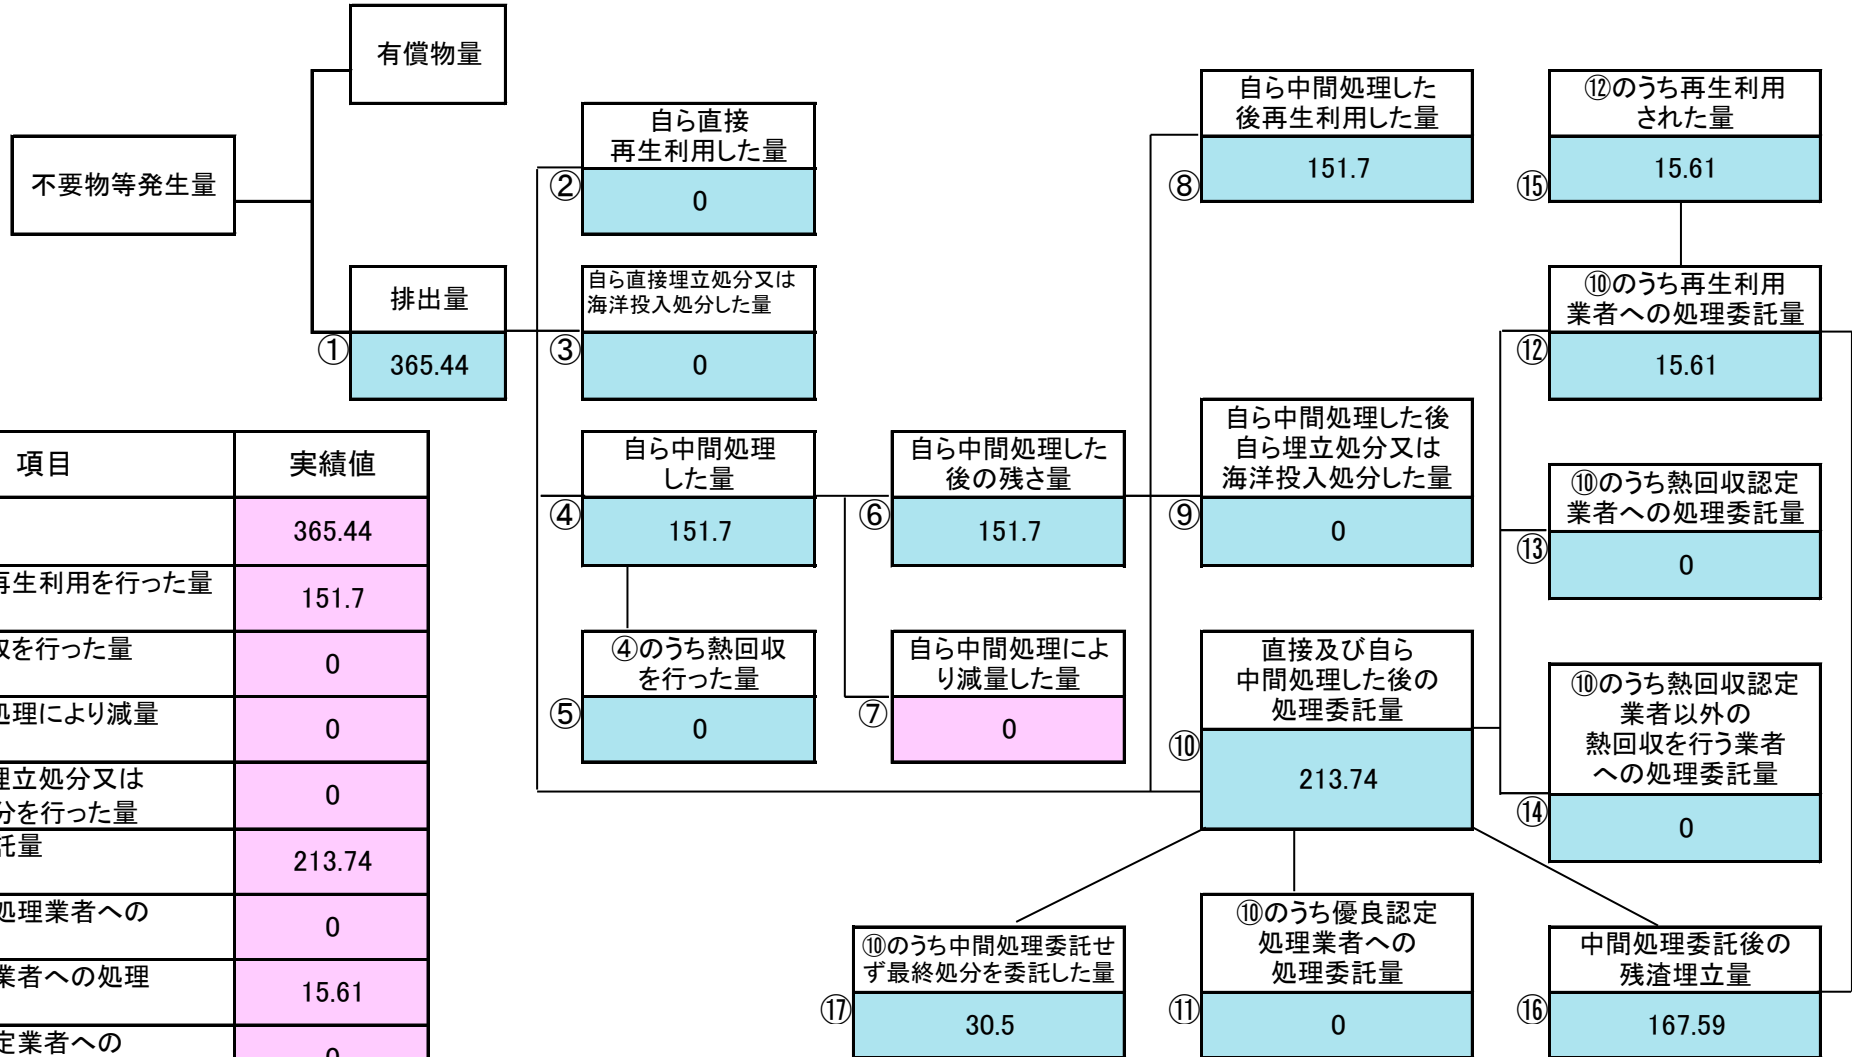 有償物量
不要物等発生量
排出量
①
365.44
自ら直接
再生利用した量
②
0
自ら直接埋立処分又は
海洋投入処分した量
③
0
自ら中間処理
した量
④
151.7
④のうち熱回収
を行った量
⑤
0
自ら中間処理した
後の残さ量
⑥
151.7
自ら中間処理によ
り減量した量
⑦
0
自ら中間処理した
後再生利用した量
⑧
151.7
自ら中間処理した後
自ら埋立処分又は
海洋投入処分した量
⑨
0
直接及び自ら
中間処理した後の
処理委託量
⑩
213.74
⑫のうち再生利用
された量
⑮
15.61
⑩のうち再生利用
業者への処理委託量
⑫
15.61
⑩のうち熱回収認定
業者への処理委託量
⑬
0
⑩のうち熱回収認定
業者以外の
熱回収を行う業者
への処理委託量
⑭
0
⑩のうち中間処理委託せ
ず最終処分を委託した量
⑰
30.5
⑩のうち優良認定
処理業者への
処理委託量
⑪
0
中間処理委託後の
残渣埋立量
⑯
167.59
項目 実績値
365.44
再生利用を行った量 151.7
を行った量 0
処理により減量 0
埋立処分又は
分を行った量 0
託量 213.74
処理業者への 0
業者への処理 15.61
定業者への